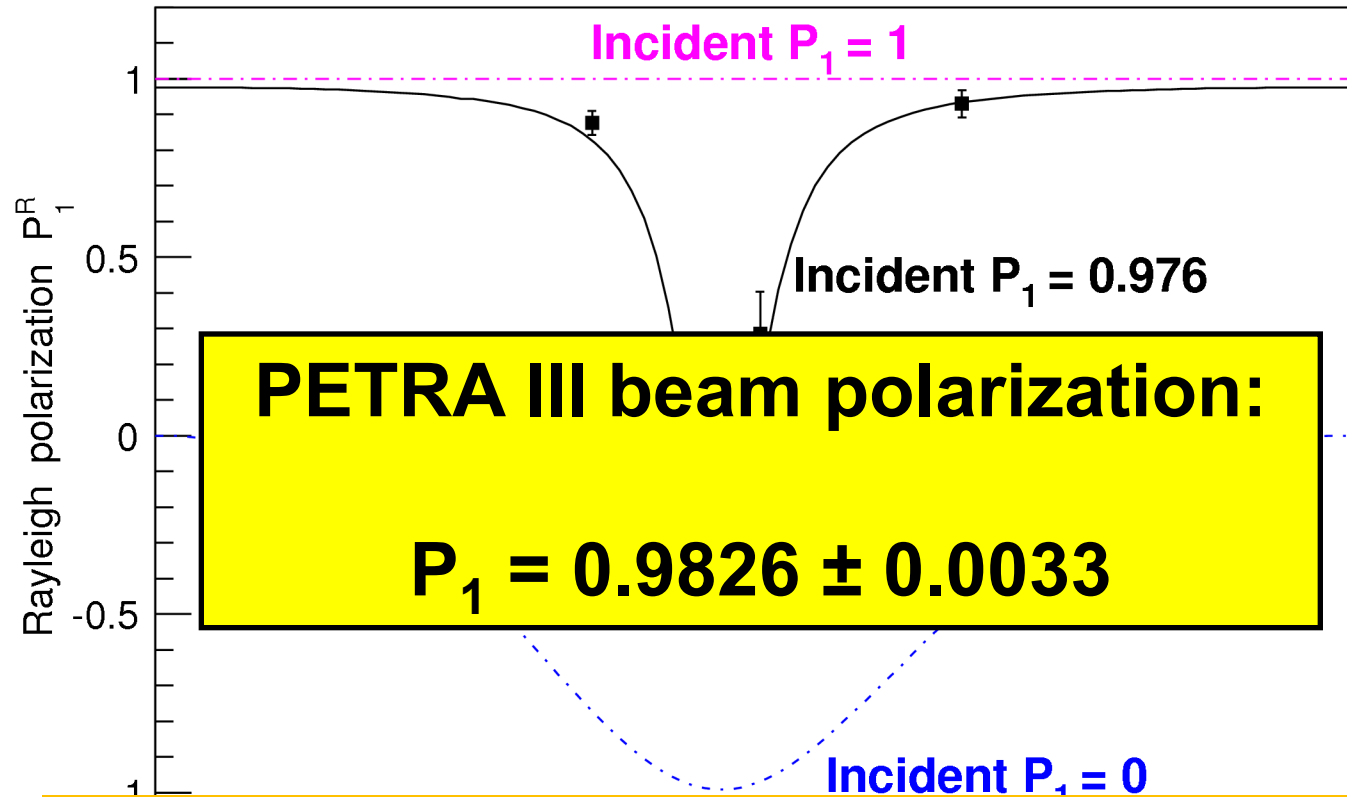 Incident P₁ = 1
1
Rayleigh polarization P₁ᴿ
0.5
Incident P₁ = 0.976
PETRA III beam polarization:
0
P₁ = 0.9826 ± 0.0033
-0.5
Incident P₁ = 0
1